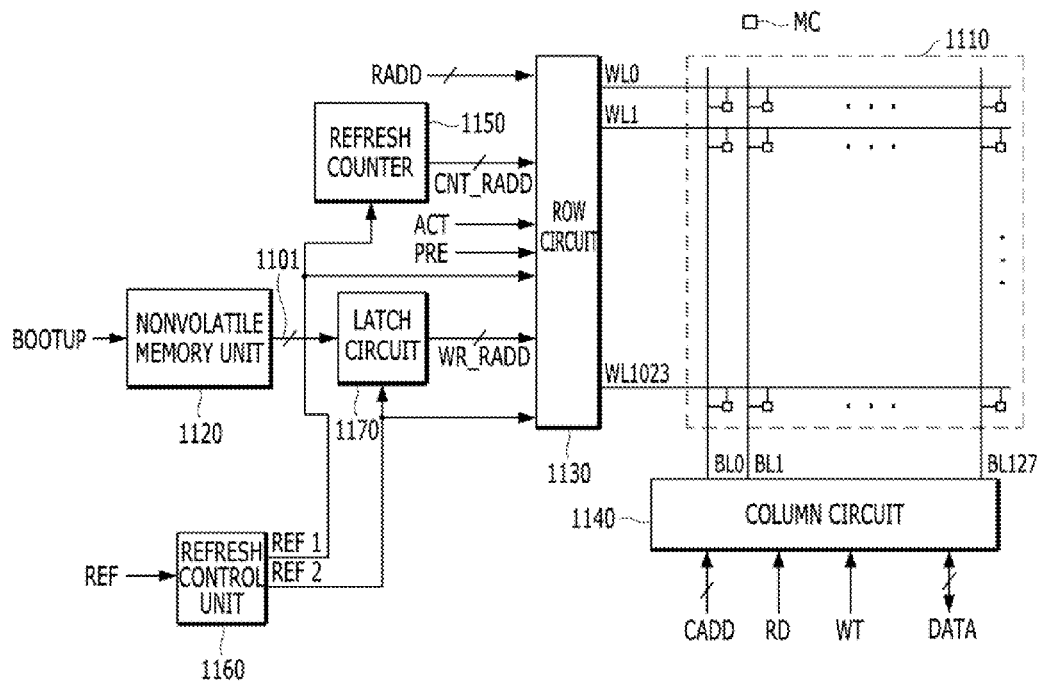 MC
1110
RADD
WL0
WL1
1150
REFRESH
COUNTER
CNT_RADD
ACT
PRE
ROW
CIRCUIT
1101
BOOTUP
NONVOLATILE
MEMORY UNIT
LATCH
CIRCUIT
WR_RADD
WL1023
1120
1170
1130
BL0
BL1
BL127
1140
COLUMN CIRCUIT
REF
REFRESH
CONTROL
UNIT
REF 1
REF 2
CADD
RD
WT
DATA
1160